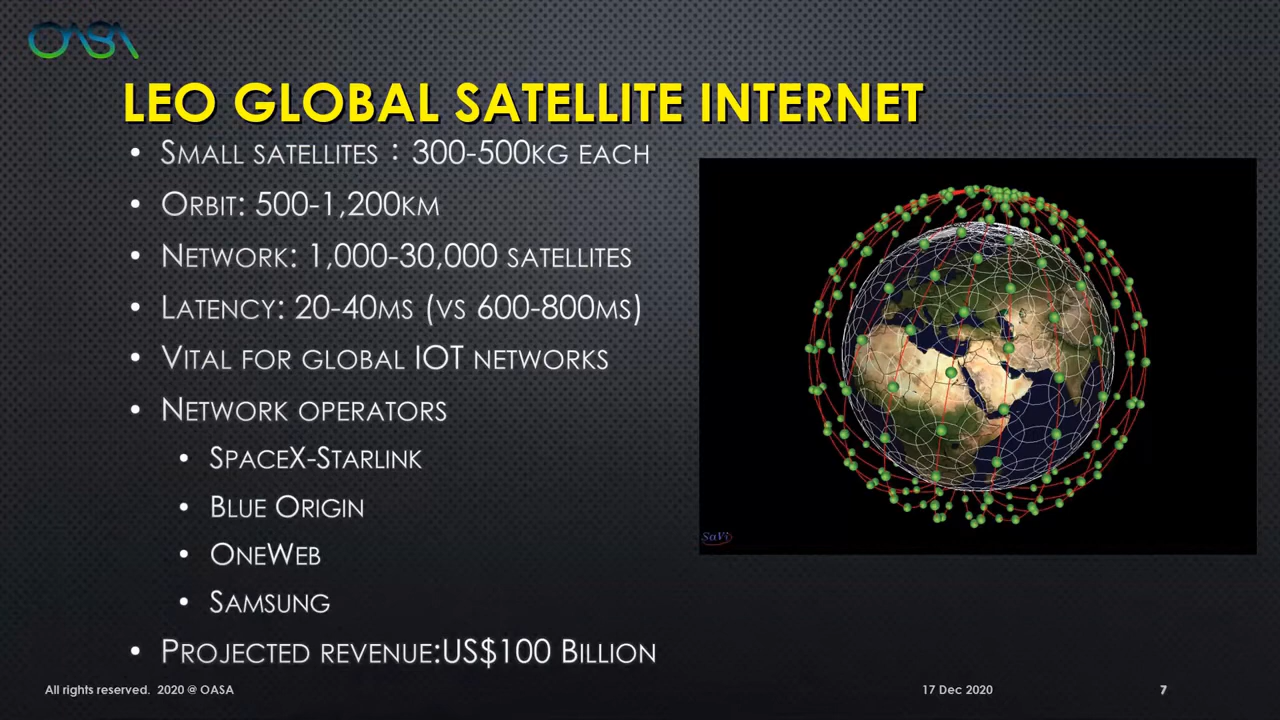 OASA
LEO GLOBAL SATELLITE INTERNET
• Small satellites：300-500kg each
• Orbit: 500-1,200km
• Network: 1,000-30,000 satellites
• Latency: 20-40ms (vs 600-800ms)
• Vital for global IOT networks
• Network operators
• SpaceX-Starlink
• Blue Origin
• OneWeb
• Samsung
• Projected revenue:US$100 Billion
SaVi
All rights reserved. 2020 @ OASA
17 Dec 2020
7